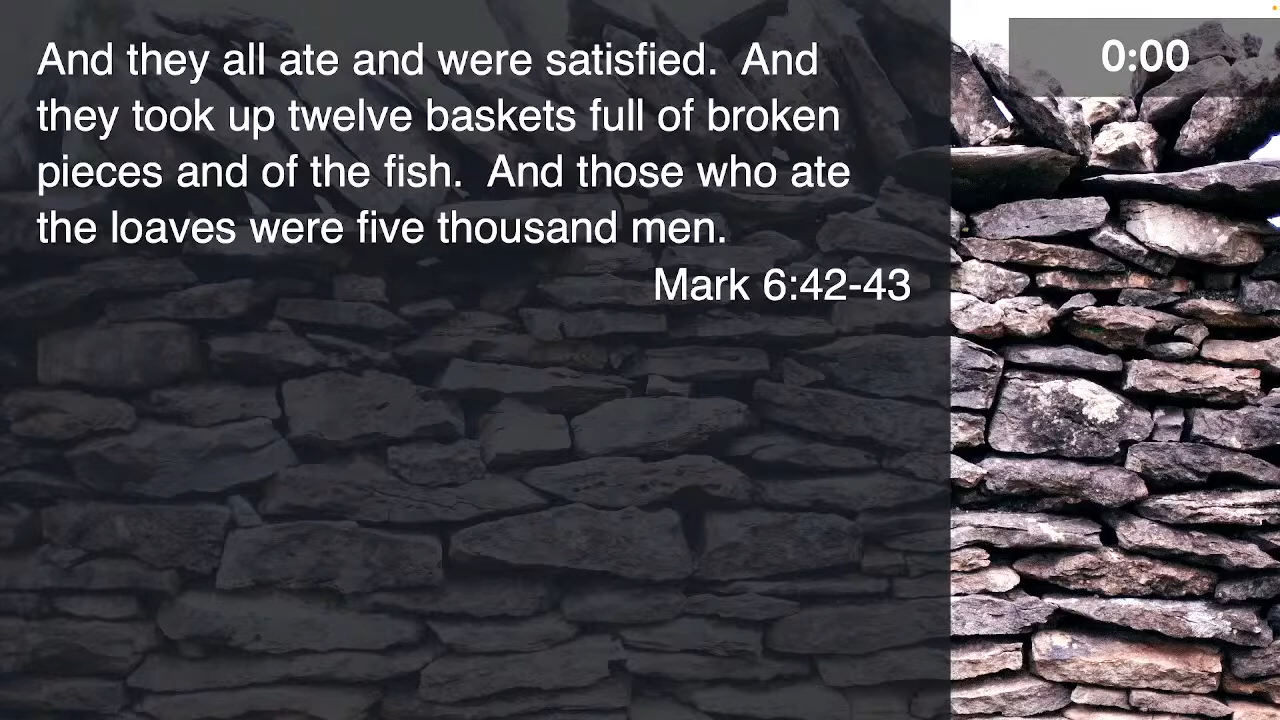 And they all ate and were satisfied.  And
they took up twelve baskets full of broken
pieces and of the fish.  And those who ate
the loaves were five thousand men.
Mark 6:42-43
0:00